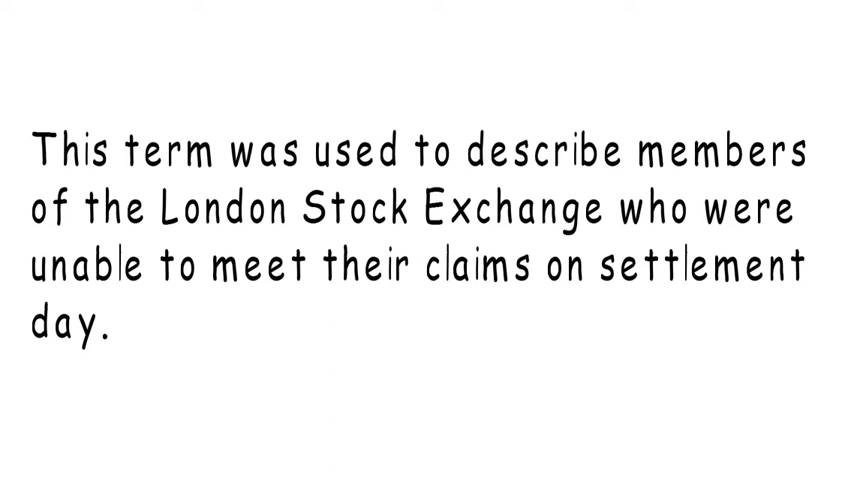 This term was used to describe members
of the London Stock Exchange who were
unable to meet their claims on settlement
day.